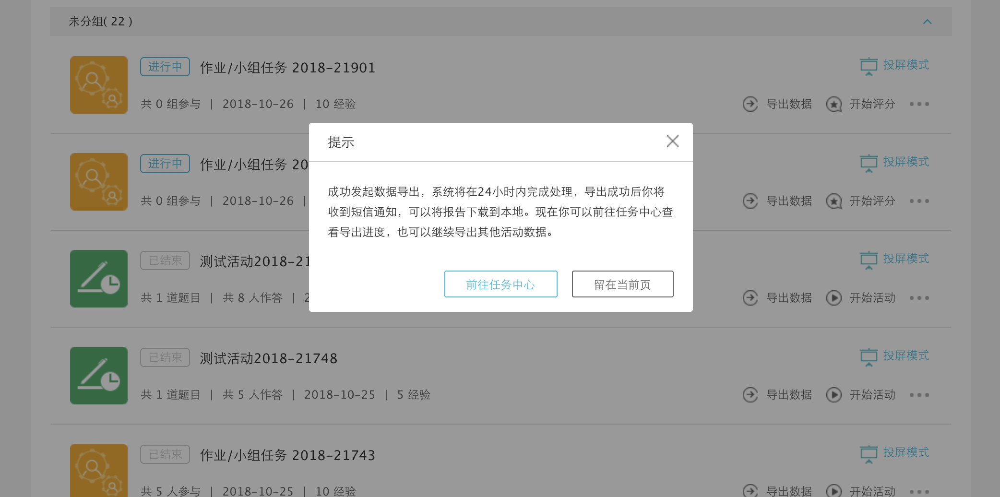 未分组( 22 )
进行中 作业/小组任务 2018-21901 投屏模式
共 0 组参与 | 2018-10-26 | 10 经验 导出数据 开始评分
进行中 作业/小组任务 20 投屏模式
共 0 组参与 | 2018-10-26 | 导出数据 开始评分
已结束 测试活动2018-21 投屏模式
共 1 道题目 | 共 8 人作答 | 2 导出数据 开始活动
已结束 测试活动2018-21748 投屏模式
共 1 道题目 | 共 5 人作答 | 2018-10-25 | 5 经验 导出数据 开始活动
已结束 作业/小组任务 2018-21743 投屏模式
共 5 人参与 | 2018-10-25 | 10 经验 导出数据 开始活动
提示
成功发起数据导出，系统将在24小时内完成处理，导出成功后你将
收到短信通知，可以将报告下载到本地。现在你可以前往任务中心查
看导出进度，也可以继续导出其他活动数据。
前往任务中心 留在当前页